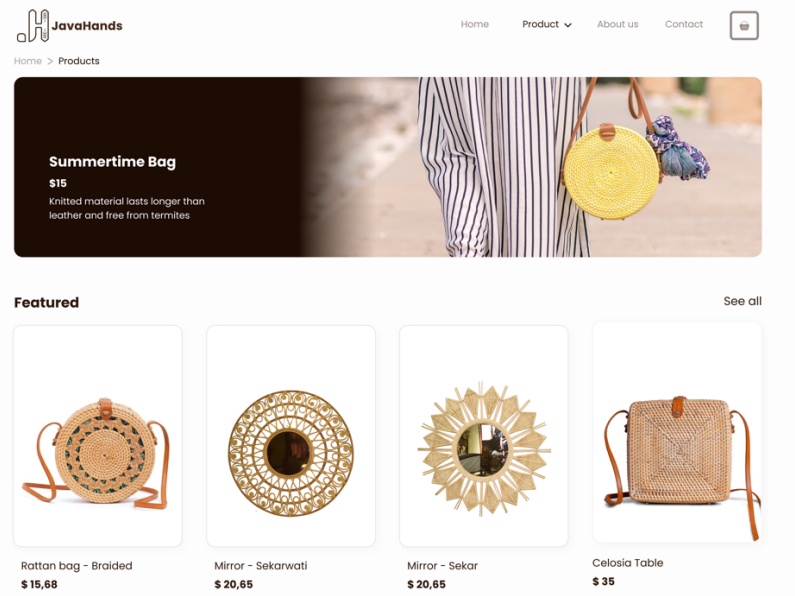 JavaHands
Home
Product
About us
Contact
Home > Products
Summertime Bag
$15
Knitted material lasts longer than
leather and free from termites
Featured
See all
Rattan bag - Braided
$ 15,68
Mirror - Sekarwati
$ 20,65
Mirror - Sekar
$ 20,65
Celosia Table
$ 35